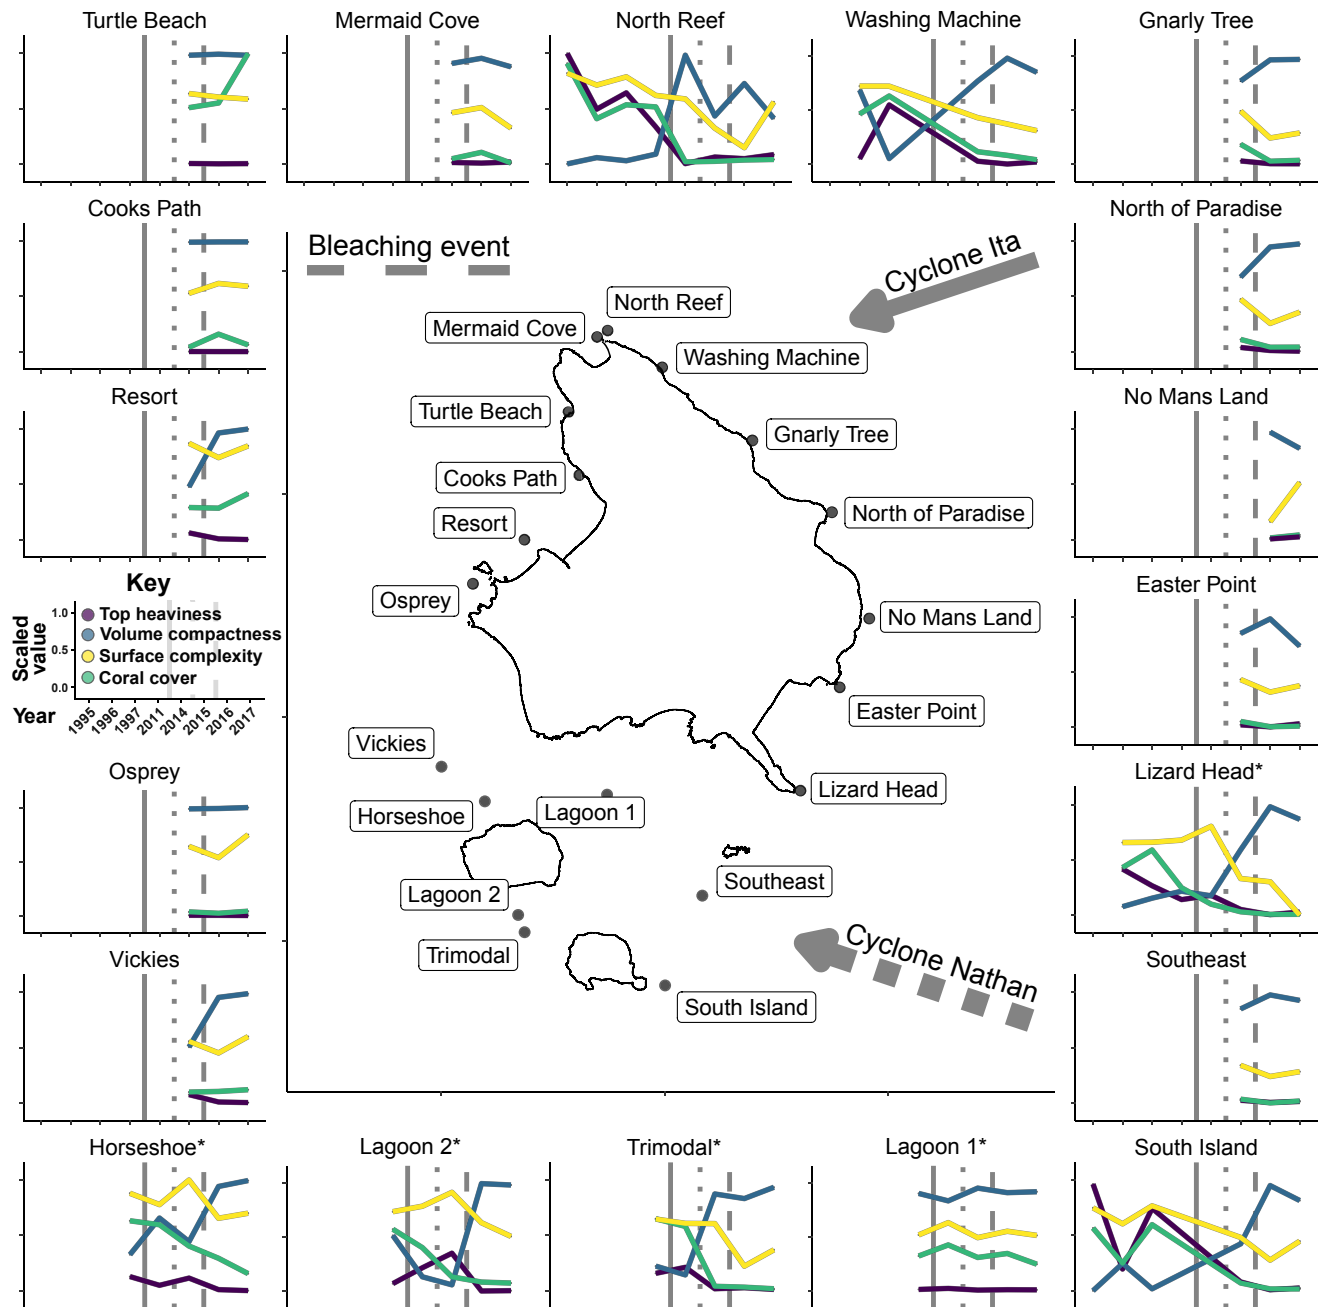 Turtle Beach
Mermaid Cove
North Reef
Washing Machine
Gnarly Tree
Cooks Path
North of Paradise
Bleaching event
Cyclone Ita
North Reef
Mermaid Cove
Washing Machine
Resort
No Mans Land
Turtle Beach
Gnarly Tree
Cooks Path
North of Paradise
Resort
Key
Easter Point
Osprey
No Mans Land
Scaled
value
1.0
0.5
0.0
Top heaviness
Volume compactness
Surface complexity
Coral cover
Year
1995
1996
1997
2011
2014
2015
2016
2017
Easter Point
Vickies
Osprey
Lizard Head*
Lizard Head
Horseshoe
Lagoon 1
Southeast
Lagoon 2
Trimodal
Cyclone Nathan
Vickies
Southeast
South Island
Horseshoe*
Lagoon 2*
Trimodal*
Lagoon 1*
South Island